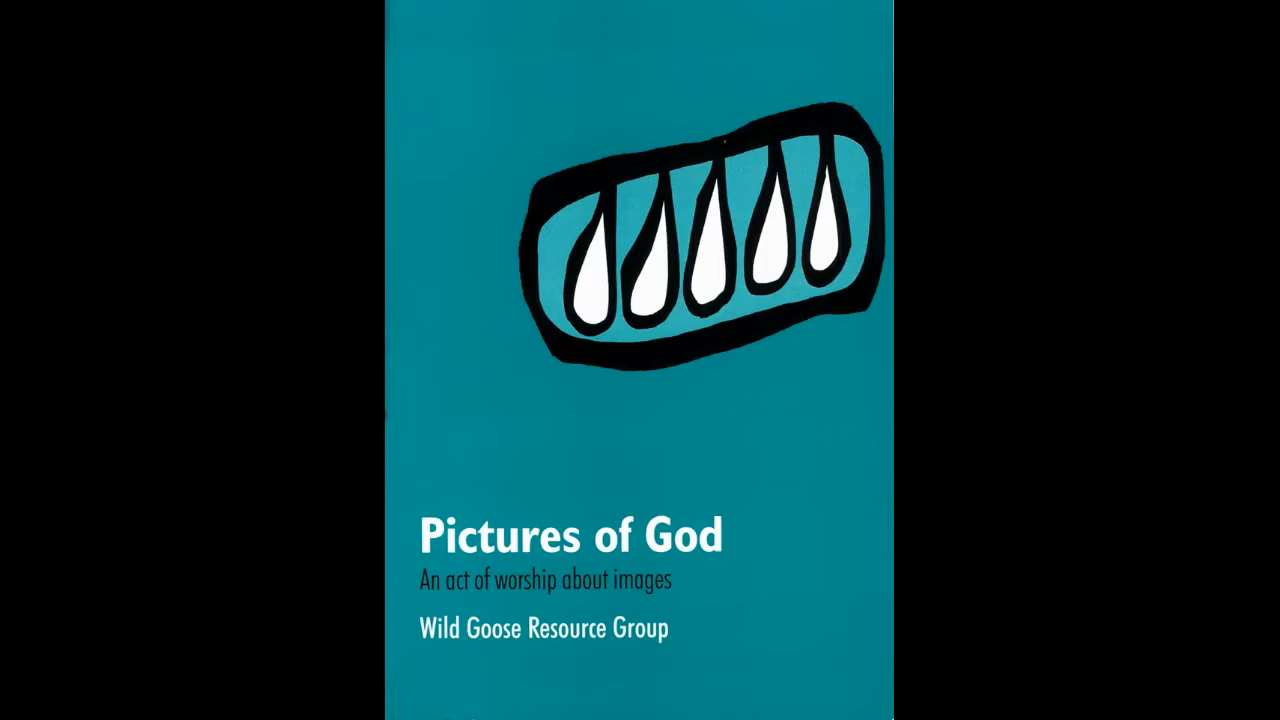 Pictures of God
An act of worship about images
Wild Goose Resource Group